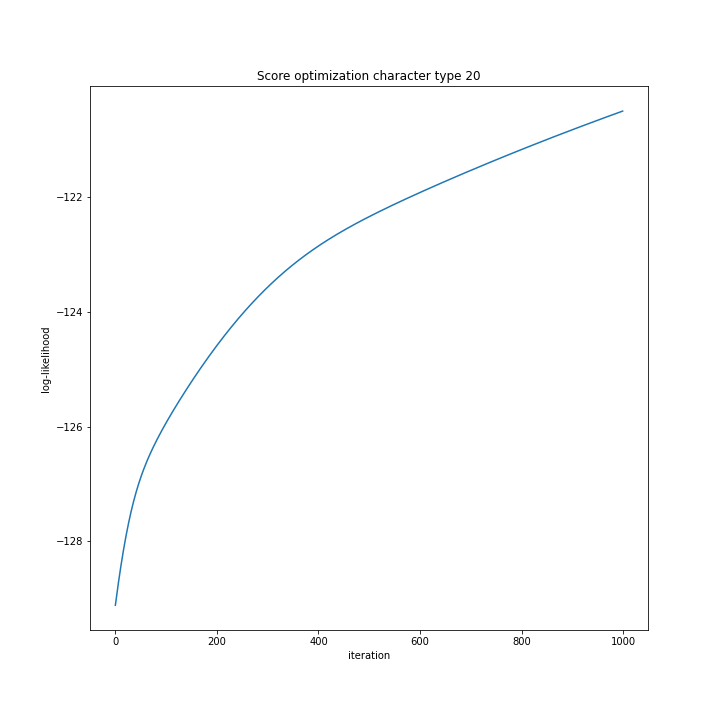 Score optimization character type 20
−122
−124
−126
−128
log-likelihood
0 200 400 600 800 1000
iteration